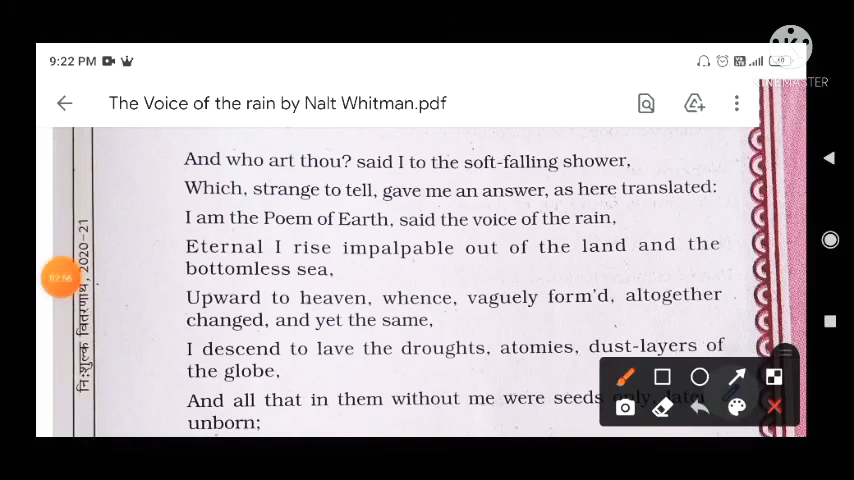 9:22 PM
The Voice of the rain by Nalt Whitman.pdf
And who art thou? said I to the soft-falling shower,
Which, strange to tell, gave me an answer, as here translated:
I am the Poem of Earth, said the voice of the rain,
Eternal I rise impalpable out of the land and the
bottomless sea,
Upward to heaven, whence, vaguely form'd, altogether
changed, and yet the same,
I descend to lave the droughts, atomies, dust-layers of
the globe,
And all that in them without me were seeds only,
unborn;
नि:शुल्क वितरणार्थ, 2020-21
02:56
K
KINEMASTER